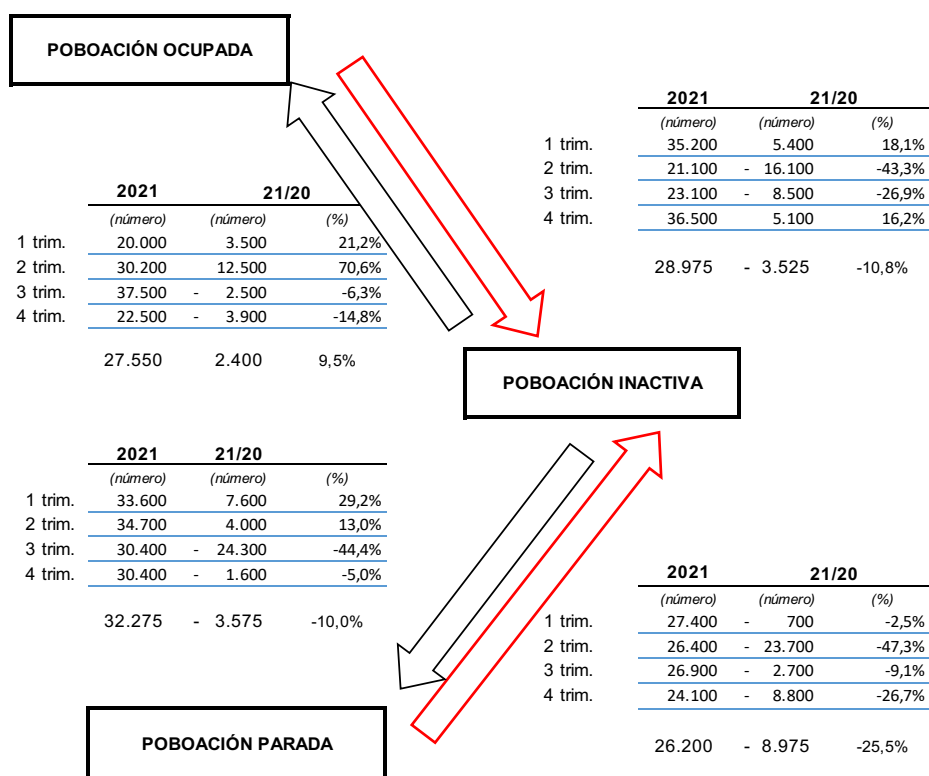 POBOACIÓN OCUPADA
2021 21/20
(número) (número) (%)
1 trim. 35.200 5.400 18,1%
2 trim. 21.100 - 16.100 -43,3%
3 trim. 23.100 - 8.500 -26,9%
4 trim. 36.500 5.100 16,2%
28.975 - 3.525 -10,8%
2021 21/20
(número) (número) (%)
1 trim. 20.000 3.500 21,2%
2 trim. 30.200 12.500 70,6%
3 trim. 37.500 - 2.500 -6,3%
4 trim. 22.500 - 3.900 -14,8%
27.550 2.400 9,5%
POBOACIÓN INACTIVA
2021 21/20
(número) (número) (%)
1 trim. 33.600 7.600 29,2%
2 trim. 34.700 4.000 13,0%
3 trim. 30.400 - 24.300 -44,4%
4 trim. 30.400 - 1.600 -5,0%
32.275 - 3.575 -10,0%
2021 21/20
(número) (número) (%)
1 trim. 27.400 - 700 -2,5%
2 trim. 26.400 - 23.700 -47,3%
3 trim. 26.900 - 2.700 -9,1%
4 trim. 24.100 - 8.800 -26,7%
26.200 - 8.975 -25,5%
POBOACIÓN PARADA